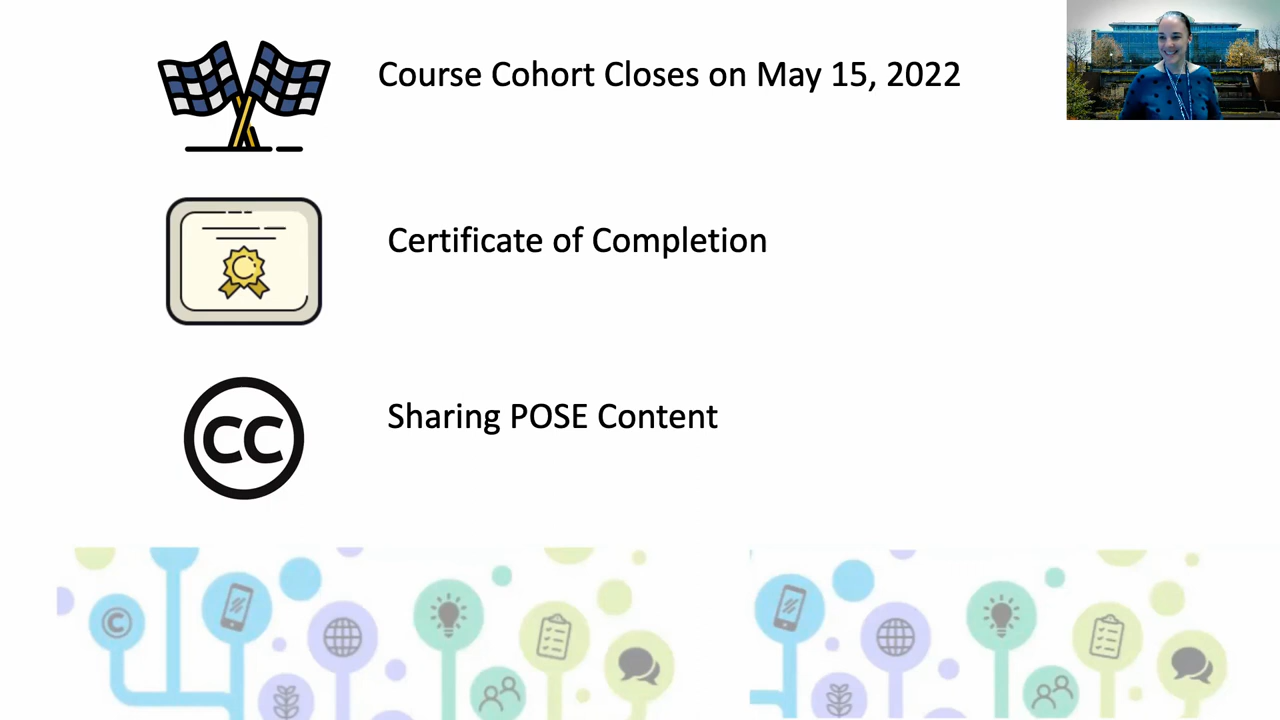 Course Cohort Closes on May 15, 2022
Certificate of Completion
CC
Sharing POSE Content